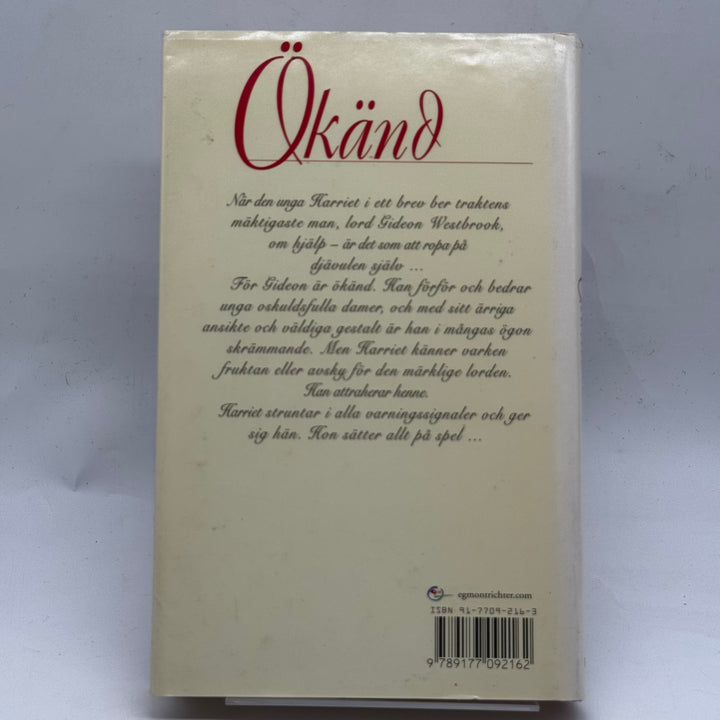 Ökänd
När den unga Harriet i ett brev ber traktens
mäktigaste man, lord Gideon Westbrook,
om hjälp – är det som att ropa på
djävulen själv ...
För Gideon är ökänd. Han förför och bedrar
unga oskuldsfulla damer, och med sitt ärriga
ansikte och väldiga gestalt är han i mångas ögon
skrämmande. Men Harriet känner varken
fruktan eller avsky för den märklige lorden.
Han attraherar henne.
Harriet struntar i alla varningssignaler och ger
sig hän. Hon sätter allt på spel ...
egmontrichter.com
ISBN 91-7709-216-3
9 789177 092162